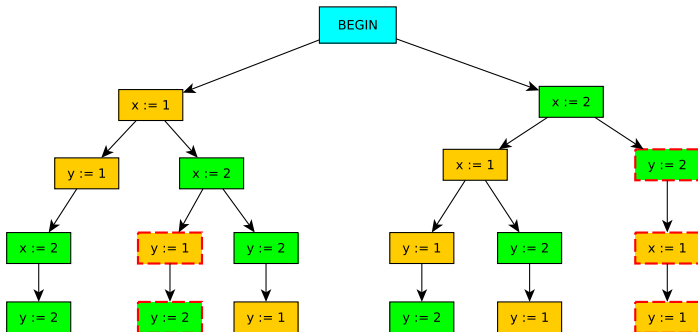 BEGIN
x := 1
x := 2
y := 1
x := 2
x := 1
y := 2
x := 2
y := 1
y := 2
y := 1
y := 2
x := 1
y := 2
y := 2
y := 1
y := 2
y := 1
y := 1